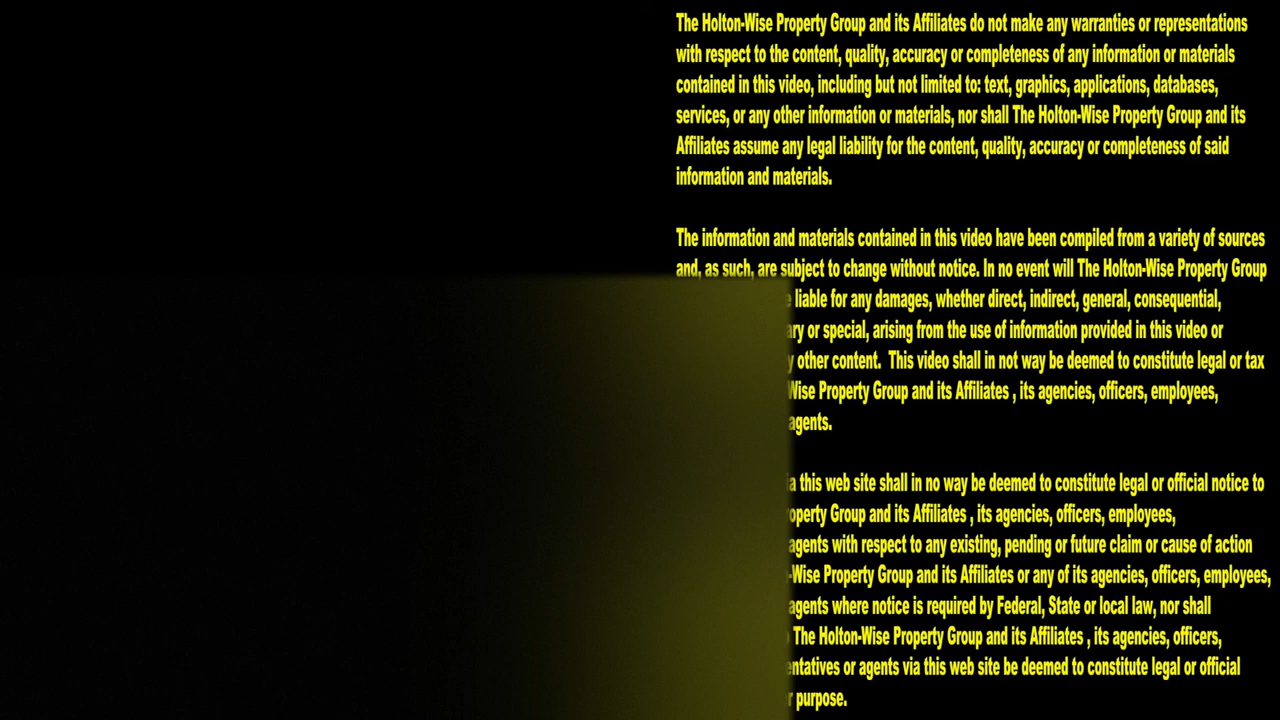 The Holton-Wise Property Group and its Affiliates do not make any warranties or representations
with respect to the content, quality, accuracy or completeness of any information or materials
contained in this video, including but not limited to: text, graphics, applications, databases,
services, or any other information or materials, nor shall The Holton-Wise Property Group and its
Affiliates assume any legal liability for the content, quality, accuracy or completeness of said
information and materials.
The information and materials contained in this video have been compiled from a variety of sources
and, as such, are subject to change without notice. In no event will The Holton-Wise Property Group
liable for any damages, whether direct, indirect, general, consequential,
or special, arising from the use of information provided in this video or
other content. This video shall in not way be deemed to constitute legal or tax
Wise Property Group and its Affiliates , its agencies, officers, employees,
agents.
this web site shall in no way be deemed to constitute legal or official notice to
Group and its Affiliates , its agencies, officers, employees,
agents with respect to any existing, pending or future claim or cause of action
-Wise Property Group and its Affiliates or any of its agencies, officers, employees,
agents where notice is required by Federal, State or local law, nor shall
The Holton-Wise Property Group and its Affiliates , its agencies, officers,
or agents via this web site be deemed to constitute legal or official
purpose.